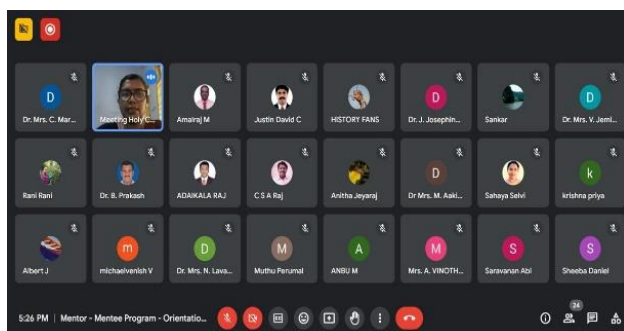 D
Dr. Mrs. C. Mar...
Meeting Holy C...
Amalraj M
Justin David C
HISTORY FANS
D
Dr. J. Josephin...
Sankar
D
Dr. Mrs. V. Jemi...
Rani Rani
Dr. B. Prakash
ADAIKALA RAJ
C S A Raj
Anitha Jeyaraj
D
Dr Mrs. M. Aaki...
Sahaya Selvi
k
krishna priya
Albert J
m
michaelvenish V
D
Dr. Mrs. N. Lava...
M
Muthu Perumal
A
ANBU M
M
Mrs. A. VINOTH...
S
Saravanan Abi
S
Sheeba Daniel
5:26 PM | Mentor - Mentee Program - Orientatio...
24